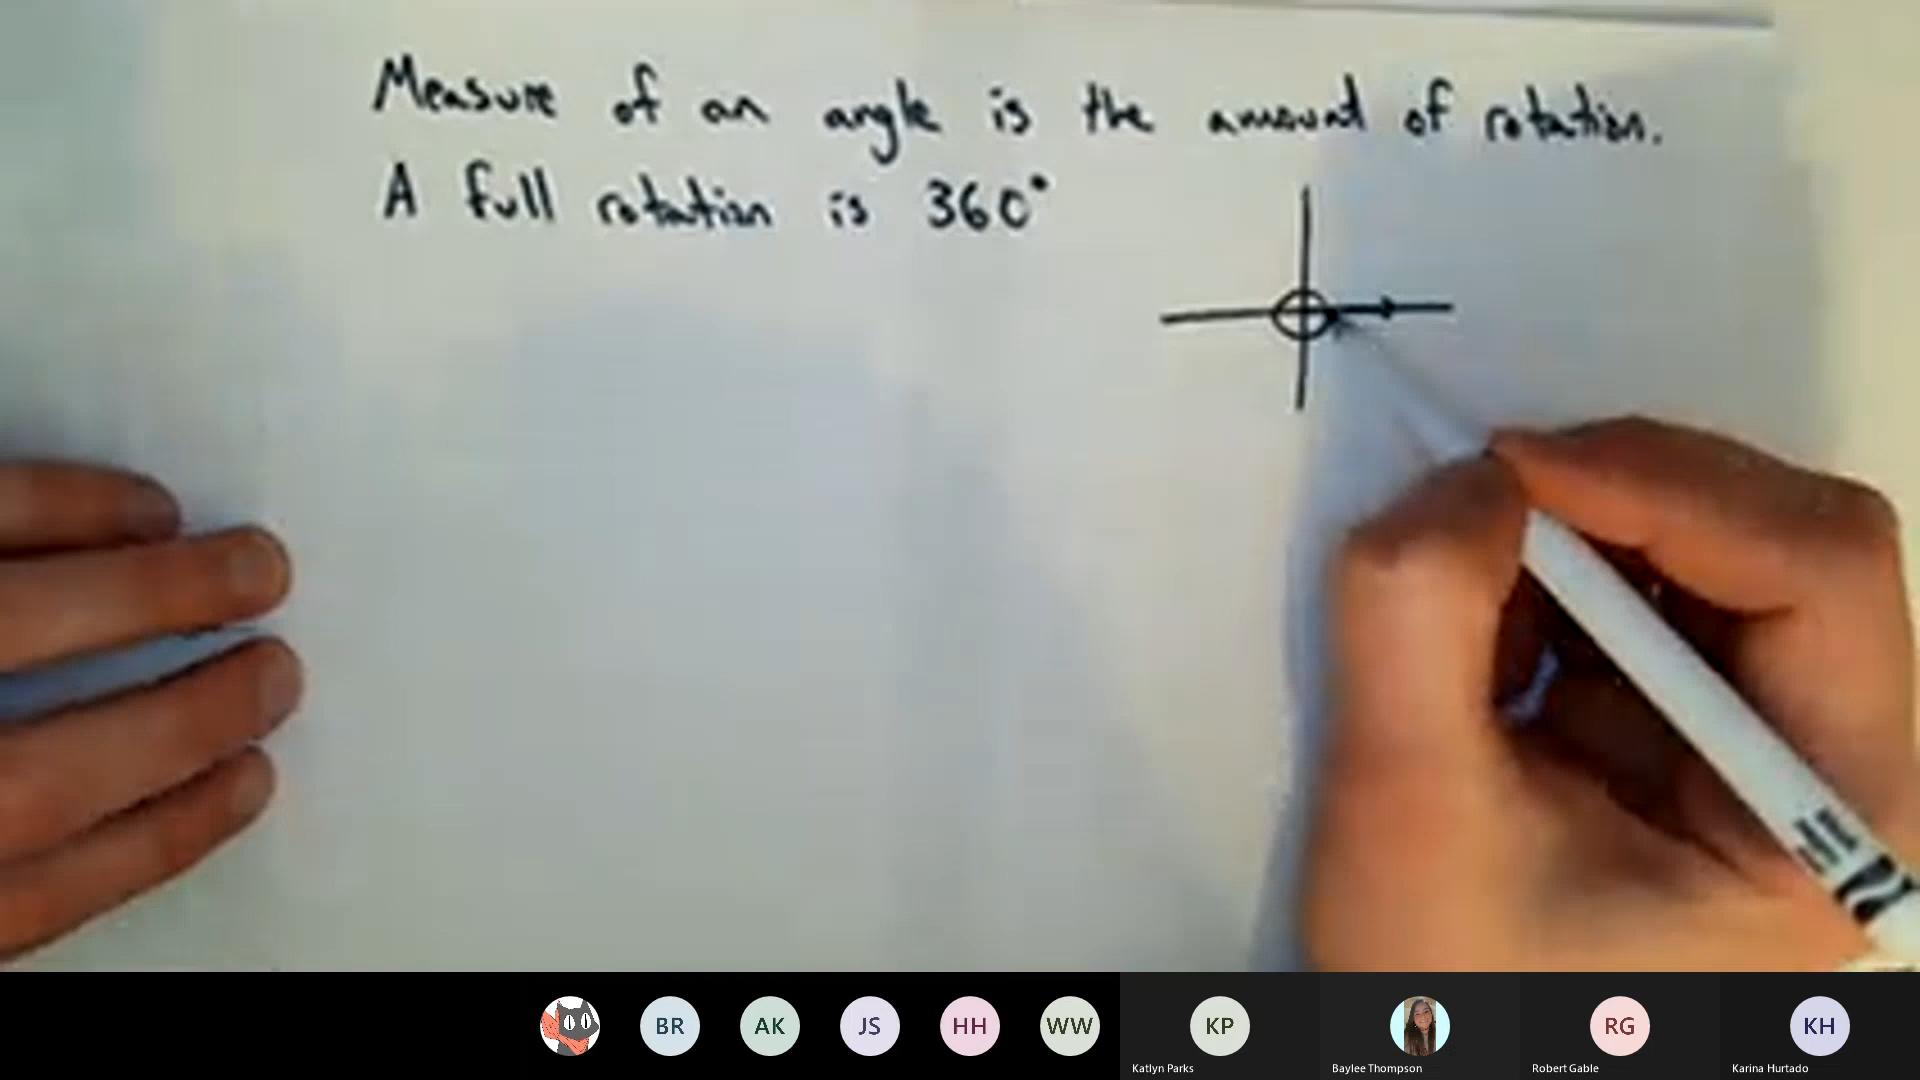 Measure of an angle is the amount of rotation.
A full rotation is 360°
BR AK JS HH WW KP RG KH
Katlyn Parks Baylee Thompson Robert Gable Karina Hurtado